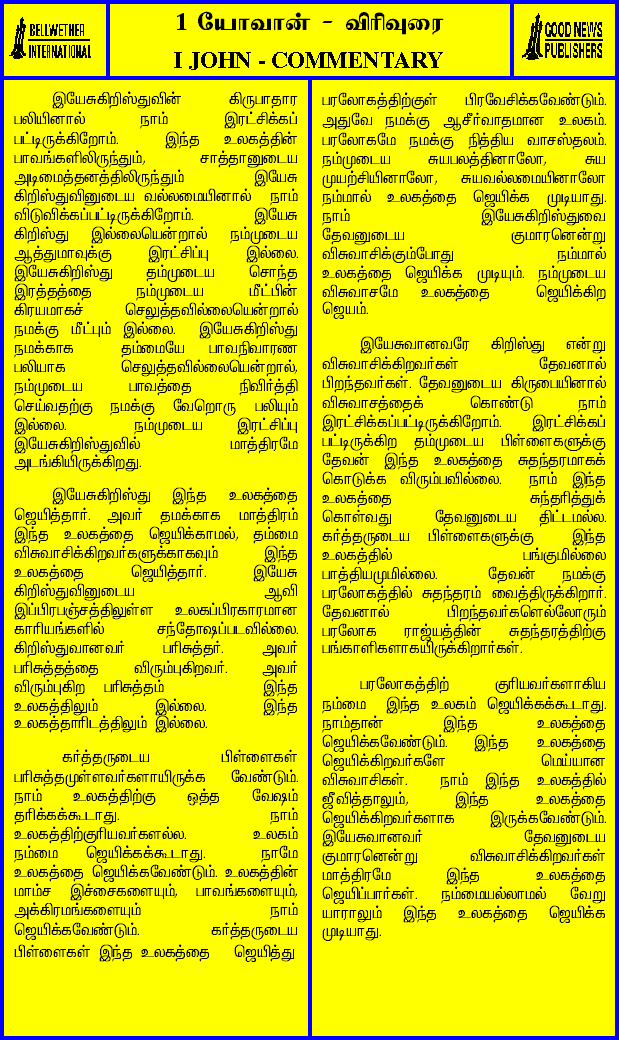 BELLWETHER
INTERNATIONAL
1 யோவான் - விரிவுரை
I JOHN - COMMENTARY
GOOD NEWS
PUBLISHERS
இயேசுகிறிஸ்துவின் கிருபாதார
பலியினால் நாம் இரட்சிக்கப்
பட்டிருக்கிறோம். இந்த உலகத்தின்
பாவங்களிலிருந்தும், சாத்தானுடைய
அடிமைத்தனத்திலிருந்தும் இயேசு
கிறிஸ்துவினுடைய வல்லமையினால் நாம்
விடுவிக்கப்பட்டிருக்கிறோம். இயேசு
கிறிஸ்து இல்லையென்றால் நம்முடைய
ஆத்துமாவுக்கு இரட்சிப்பு இல்லை.
இயேசுகிறிஸ்து தம்முடைய சொந்த
இரத்தத்தை நம்முடைய மீட்பின்
கிரயமாகச் செலுத்தவில்லையென்றால்
நமக்கு மீட்பும் இல்லை. இயேசுகிறிஸ்து
நமக்காக தம்மையே பாவநிவாரண
பலியாக செலுத்தவில்லையென்றால்,
நம்முடைய பாவத்தை நிவிர்த்தி
செய்வதற்கு நமக்கு வேறொரு பலியும்
இல்லை. நம்முடைய இரட்சிப்பு
இயேசுகிறிஸ்துவில் மாத்திரமே
அடங்கியிருக்கிறது.
இயேசுகிறிஸ்து இந்த உலகத்தை
ஜெயித்தார். அவர் தமக்காக மாத்திரம்
இந்த உலகத்தை ஜெயிக்காமல், தம்மை
விசுவாசிக்கிறவர்களுக்காகவும் இந்த
உலகத்தை ஜெயித்தார். இயேசு
கிறிஸ்துவினுடைய ஆவி
இப்பிரபஞ்சத்திலுள்ள உலகப்பிரகாரமான
காரியங்களில் சந்தோஷப்படவில்லை.
கிறிஸ்துவானவர் பரிசுத்தர். அவர்
பரிசுத்தத்தை விரும்புகிறவர். அவர்
விரும்புகிற பரிசுத்தம் இந்த
உலகத்திலும் இல்லை. இந்த
உலகத்தாரிடத்திலும் இல்லை.
கர்த்தருடைய பிள்ளைகள்
பரிசுத்தமுள்ளவர்களாயிருக்க வேண்டும்.
நாம் உலகத்திற்கு ஒத்த வேஷம்
தரிக்கக்கூடாது. நாம்
உலகத்திற்குரியவர்களல்ல. உலகம்
நம்மை ஜெயிக்கக்கூடாது. நாமே
உலகத்தை ஜெயிக்கவேண்டும். உலகத்தின்
மாம்ச இச்சைகளையும், பாவங்களையும்,
அக்கிரமங்களையும் நாம்
ஜெயிக்கவேண்டும். கர்த்தருடைய
பிள்ளைகள் இந்த உலகத்தை ஜெயித்து
பரலோகத்திற்குள் பிரவேசிக்கவேண்டும்.
அதுவே நமக்கு ஆசீர்வாதமான உலகம்.
பரலோகமே நமக்கு நித்திய வாசஸ்தலம்.
நம்முடைய சுயபலத்தினாலோ, சுய
முயற்சியினாலோ, சுயவல்லமையினாலோ
நம்மால் உலகத்தை ஜெயிக்க முடியாது.
நாம் இயேசுகிறிஸ்துவை
தேவனுடைய குமாரனென்று
விசுவாசிக்கும்போது நம்மால்
உலகத்தை ஜெயிக்க முடியும். நம்முடைய
விசுவாசமே உலகத்தை ஜெயிக்கிற
ஜெயம்.
இயேசுவானவரே கிறிஸ்து என்று
விசுவாசிக்கிறவர்கள் தேவனால்
பிறந்தவர்கள். தேவனுடைய கிருபையினால்
விசுவாசத்தைக் கொண்டு நாம்
இரட்சிக்கப்பட்டிருக்கிறோம். இரட்சிக்கப்
பட்டிருக்கிற தம்முடைய பிள்ளைகளுக்கு
தேவன் இந்த உலகத்தை சுதந்தரமாகக்
கொடுக்க விரும்பவில்லை. நாம் இந்த
உலகத்தை சுந்தரித்துக்
கொள்வது தேவனுடைய திட்டமல்ல.
கர்த்தருடைய பிள்ளைகளுக்கு இந்த
உலகத்தில் பங்குமில்லை
பாத்தியமுமில்லை. தேவன் நமக்கு
பரலோகத்தில் சுதந்தரம் வைத்திருக்கிறார்.
தேவனால் பிறந்தவர்களெல்லோரும்
பரலோக ராஜ்யத்தின் சுதந்தரத்திற்கு
பங்காளிகளாகயிருக்கிறார்கள்.
பரலோகத்திற் குரியவர்களாகிய
நம்மை இந்த உலகம் ஜெயிக்கக்கூடாது.
நாம்தான் இந்த உலகத்தை
ஜெயிக்கவேண்டும். இந்த உலகத்தை
ஜெயிக்கிறவர்களே மெய்யான
விசுவாசிகள். நாம் இந்த உலகத்தில்
ஜீவித்தாலும், இந்த உலகத்தை
ஜெயிக்கிறவர்களாக இருக்கவேண்டும்.
இயேசுவானவர் தேவனுடைய
குமாரனென்று விசுவாசிக்கிறவர்கள்
மாத்திரமே இந்த உலகத்தை
ஜெயிப்பார்கள். நம்மையல்லாமல் வேறு
யாராலும் இந்த உலகத்தை ஜெயிக்க
முடியாது.